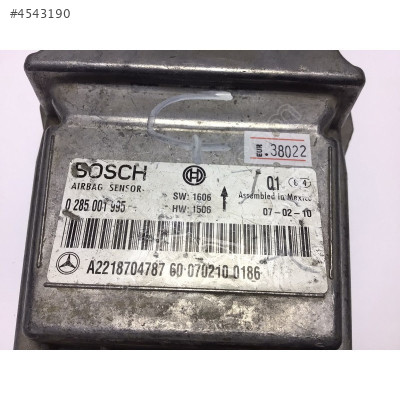 #4543190
EUR .38022
BOSCH
AIRBAG SENSOR
SW: 1606
01
Assembled in Mexico
0 285 001 995
HW: 1506
07-02-10
A2218704787 60 070210 0186